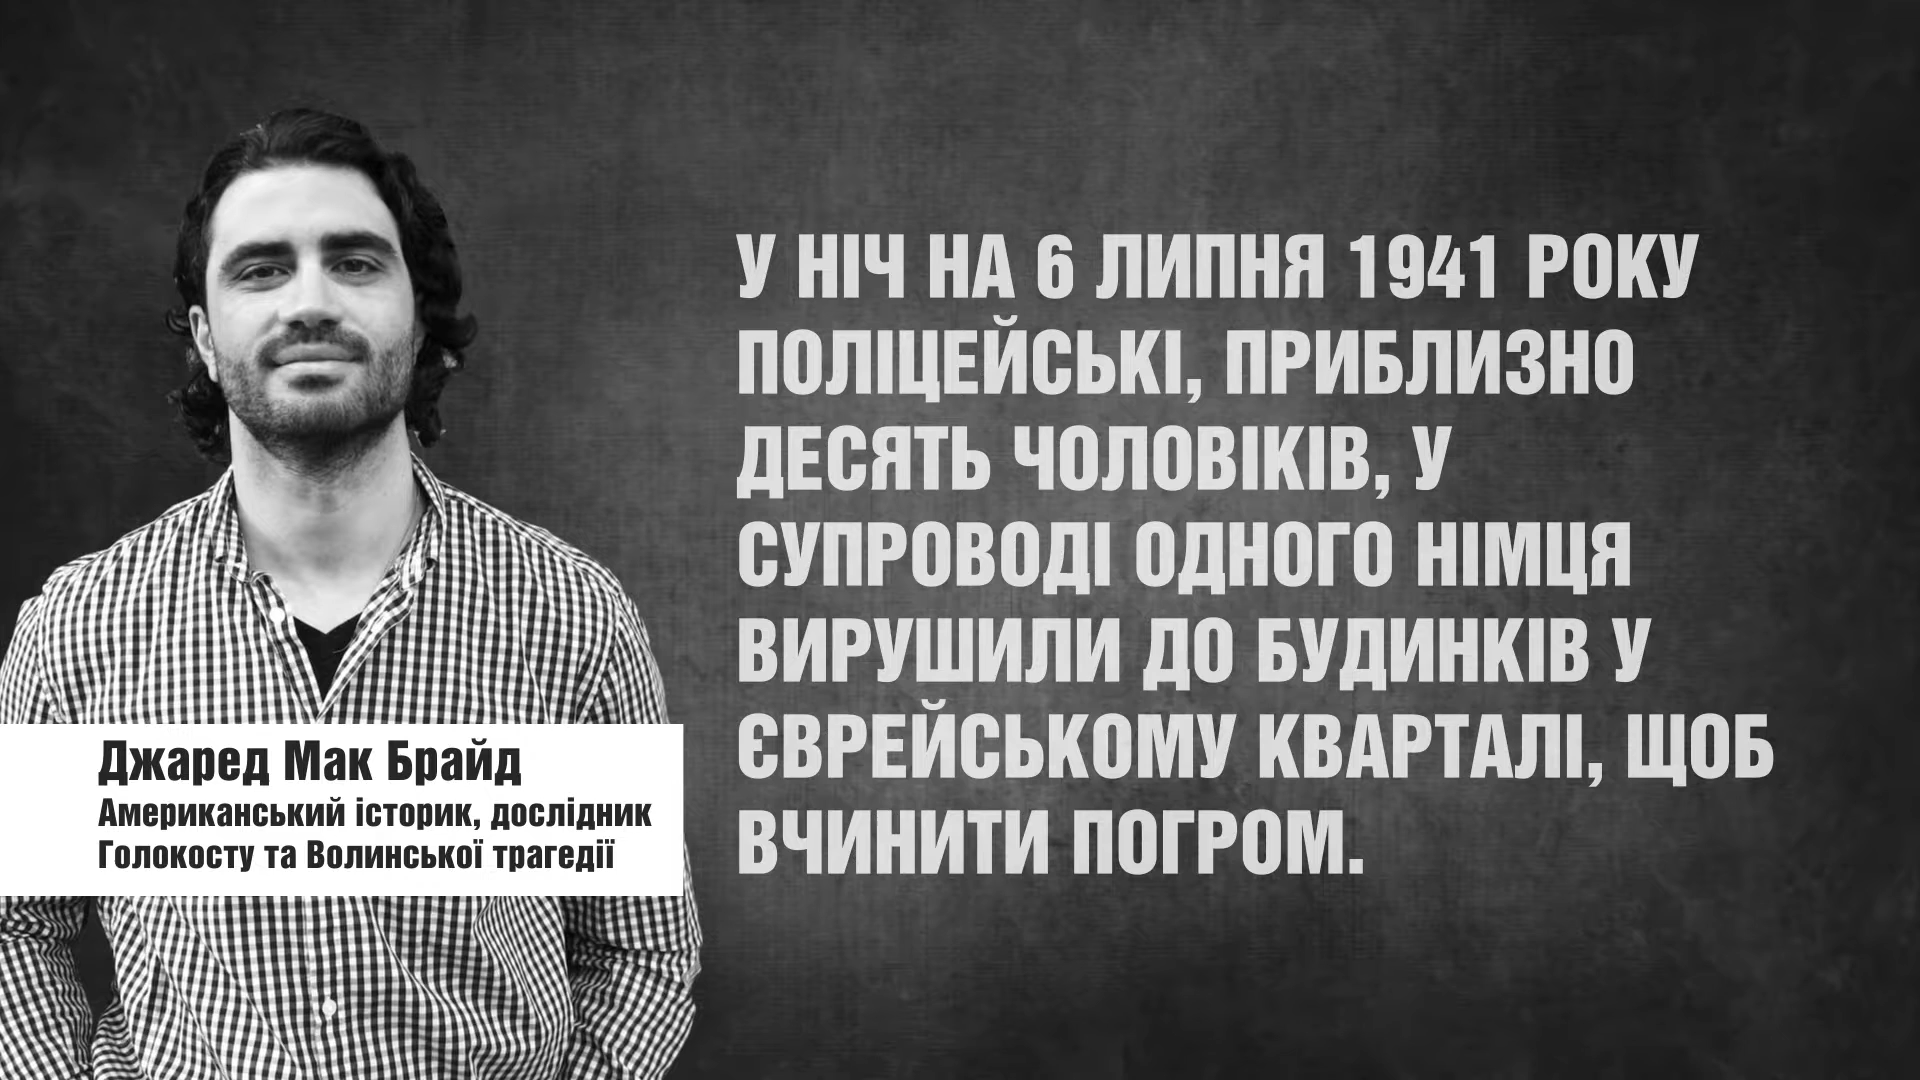 У НІЧ НА 6 ЛИПНЯ 1941 РОКУ
ПОЛІЦЕЙСЬКІ, ПРИБЛИЗНО
ДЕСЯТЬ ЧОЛОВІКІВ, У
СУПРОВОДІ ОДНОГО НІМЦЯ
ВИРУШИЛИ ДО БУДИНКІВ У
ЄВРЕЙСЬКОМУ КВАРТАЛІ, ЩОБ
ВЧИНИТИ ПОГРОМ.
Джаред Мак Брайд
Американський історик, дослідник
Голокосту та Волинської трагедії